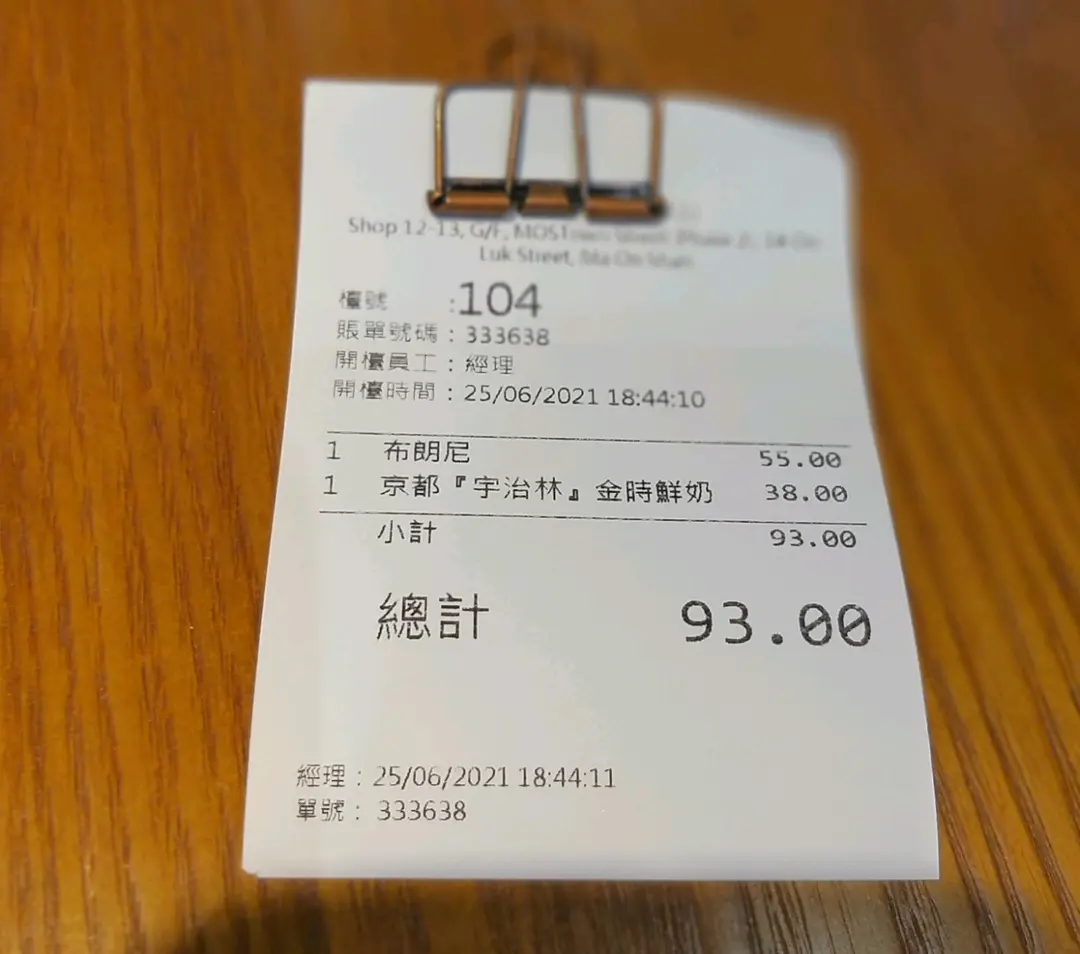 Shop 12-13, G/F, MOST
Luk Street,
檯號 :104
賬單號碼 : 333638
開檯員工 : 經理
開檯時間 : 25/06/2021 18:44:10
1 布朗尼 55.00
1 京都『宇治林』金時鮮奶 38.00
小計 93.00
總計 93.00
經理 : 25/06/2021 18:44:11
單號 : 333638